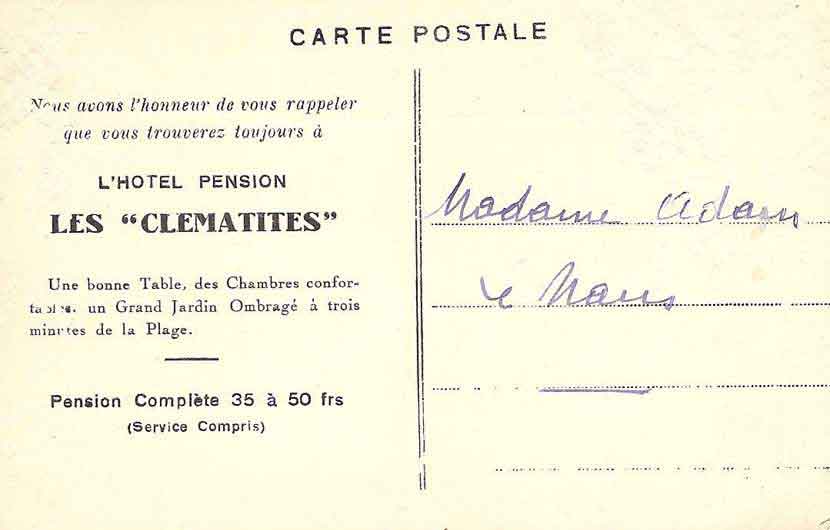 CARTE POSTALE
Nous avons l'honneur de vous rappeler
que vous trouverez toujours à
L'HOTEL PENSION
LES "CLEMATITES"
Une bonne Table, des Chambres confor-
tables, un Grand Jardin Ombragé à trois
minutes de la Plage.
Pension Complète 35 à 50 frs
(Service Compris)
Madame Adam
Le Mans